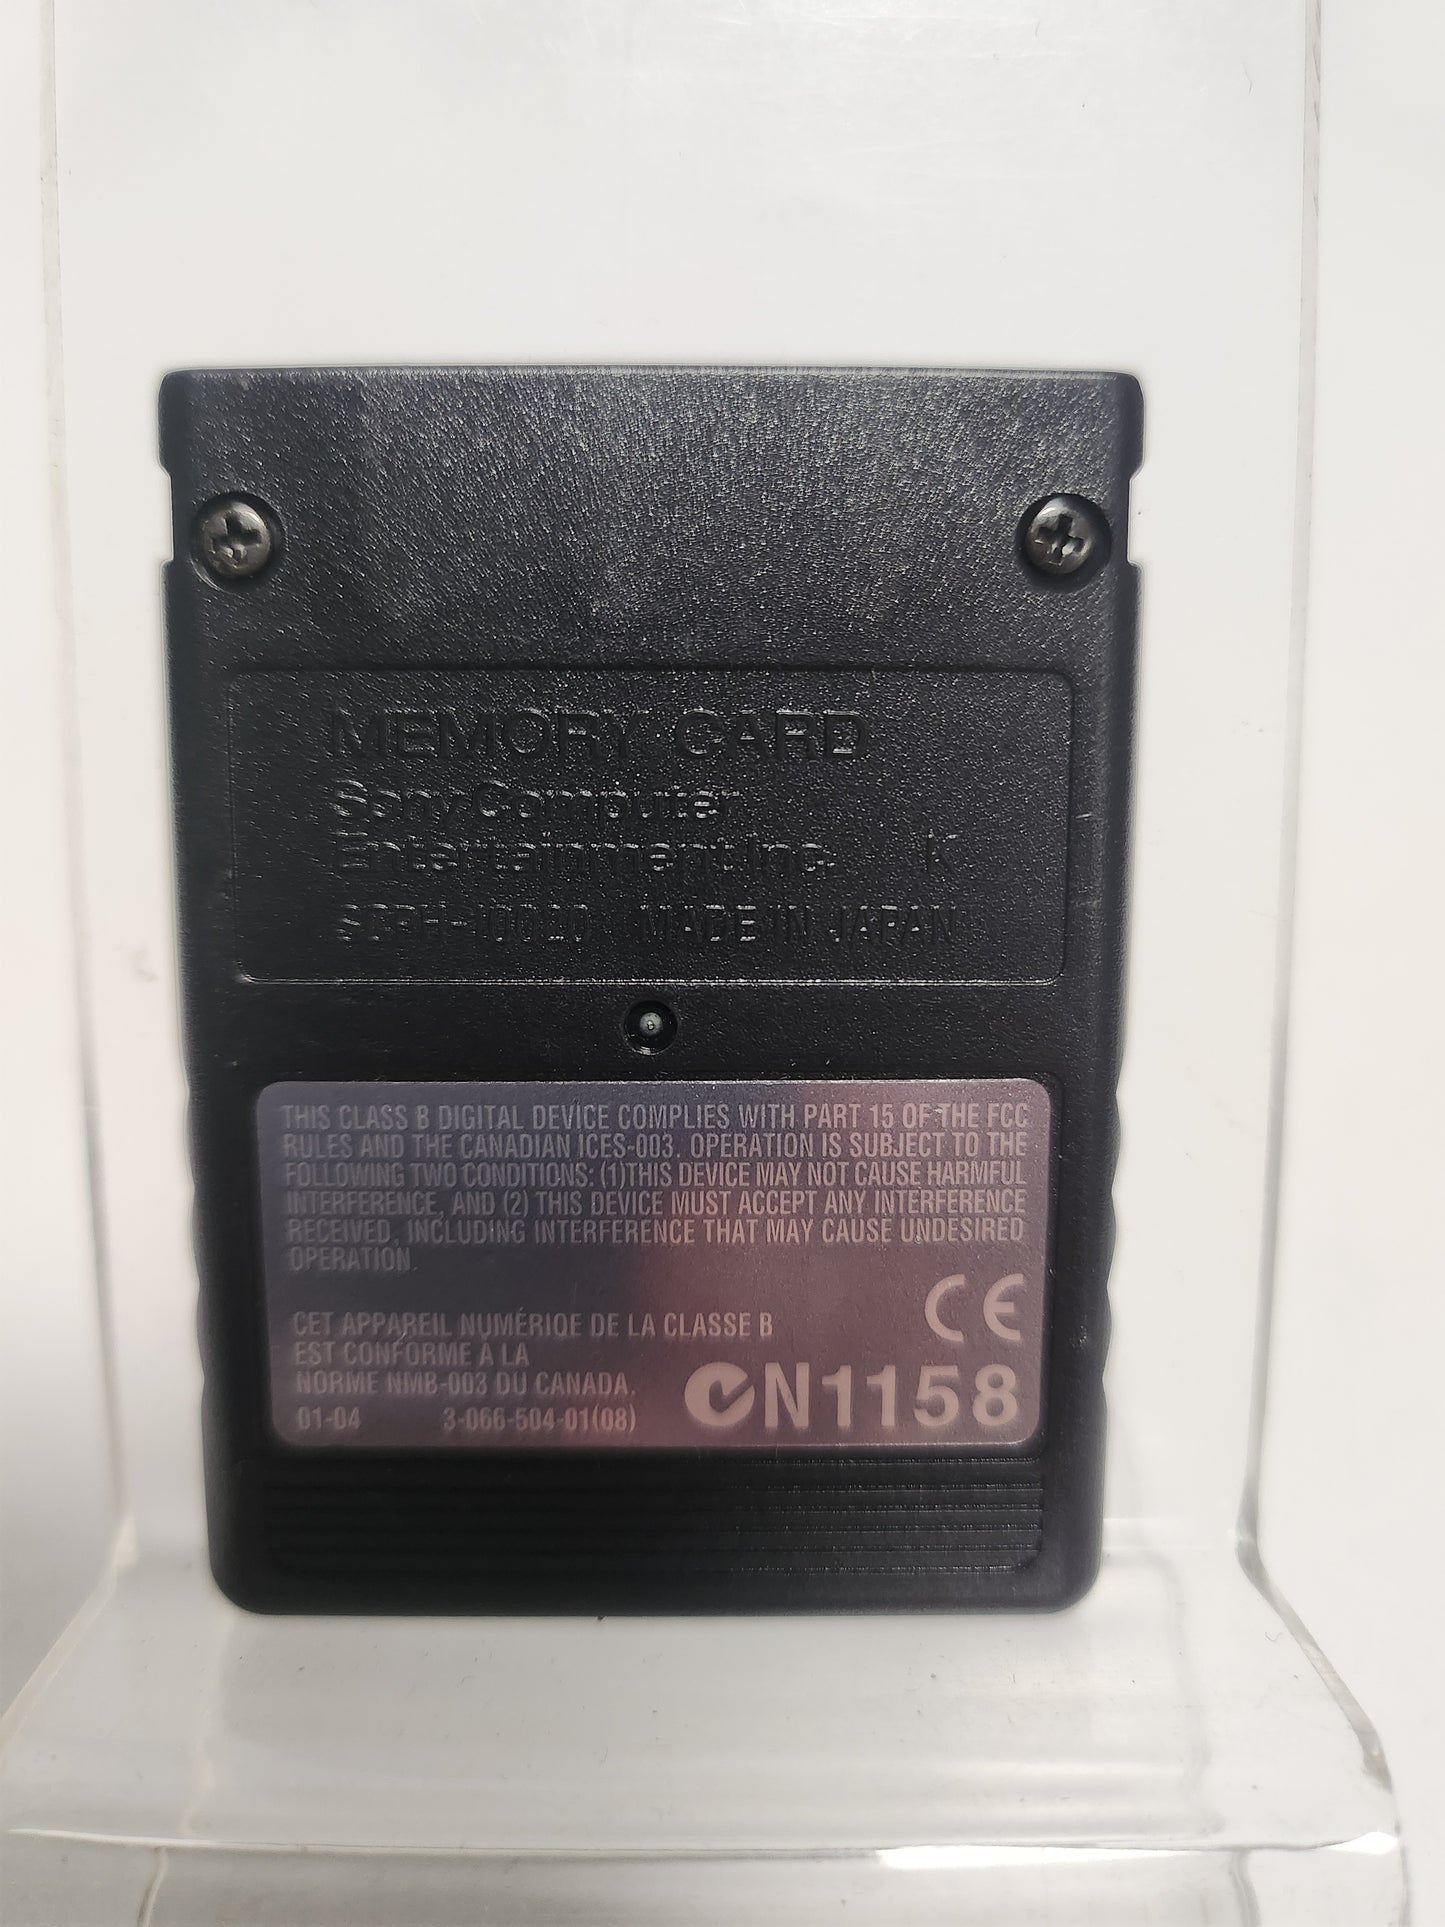 MEMORY CARD
Sony Computer
Entertainment Inc. K
SCPH-10020 MADE IN JAPAN
THIS CLASS B DIGITAL DEVICE COMPLIES WITH PART 15 OF THE FCC
RULES AND THE CANADIAN ICES-003. OPERATION IS SUBJECT TO THE
FOLLOWING TWO CONDITIONS: (1)THIS DEVICE MAY NOT CAUSE HARMFUL
INTERFERENCE, AND (2) THIS DEVICE MUST ACCEPT ANY INTERFERENCE
RECEIVED, INCLUDING INTERFERENCE THAT MAY CAUSE UNDESIRED
OPERATION.
CET APPAREIL NUMÉRIQE DE LA CLASSE B
EST CONFORME À LA
NORME NMB-003 DU CANADA.
CE
01-04 3-066-504-01(08)
N1158